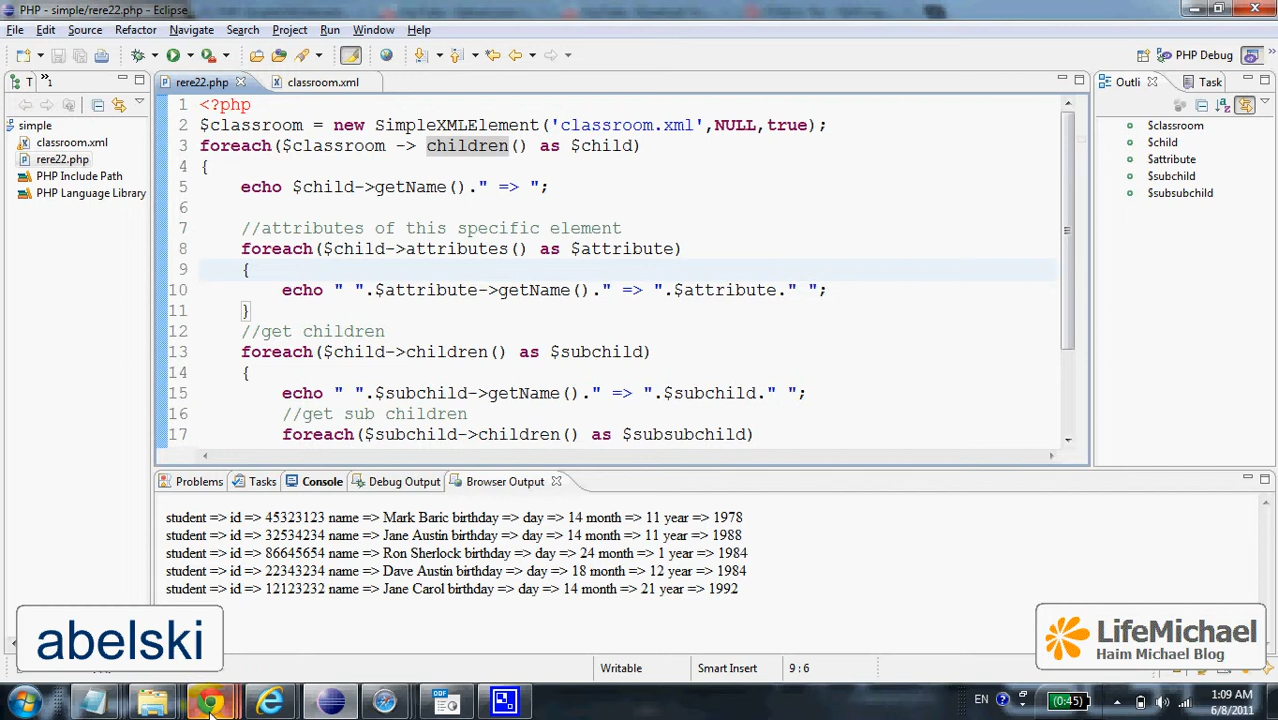 PHP - simple/rere22.php - Eclipse
File Edit Source Refactor Navigate Search Project Run Window Help
PHP Debug
T »1
rere22.php classroom.xml
Outli Task
simple
classroom.xml
rere22.php
PHP Include Path
PHP Language Library
1 <?php
2 $classroom = new SimpleXMLElement('classroom.xml',NULL,true);
3 foreach($classroom -> children() as $child)
4 {
5 echo $child->getName()." => ";
6
7 //attributes of this specific element
8 foreach($child->attributes() as $attribute)
9 {
10 echo " ".$attribute->getName()." => ".$attribute." ";
11 }
12 //get children
13 foreach($child->children() as $subchild)
14 {
15 echo " ".$subchild->getName()." => ".$subchild." ";
16 //get sub children
17 foreach($subchild->children() as $subsubchild)
$classroom
$child
$attribute
$subchild
$subsubchild
Problems Tasks Console Debug Output Browser Output
student => id => 45323123 name => Mark Baric birthday => day => 14 month => 11 year => 1978
student => id => 32534234 name => Jane Austin birthday => day => 14 month => 11 year => 1988
student => id => 86645654 name => Ron Sherlock birthday => day => 24 month => 1 year => 1984
student => id => 22343234 name => Dave Austin birthday => day => 18 month => 12 year => 1984
student => id => 12123232 name => Jane Carol birthday => day => 14 month => 21 year => 1992
abelski
LifeMichael
Haim Michael Blog
Writable Smart Insert 9 : 6
EN (0:45) 1:09 AM
6/8/2011